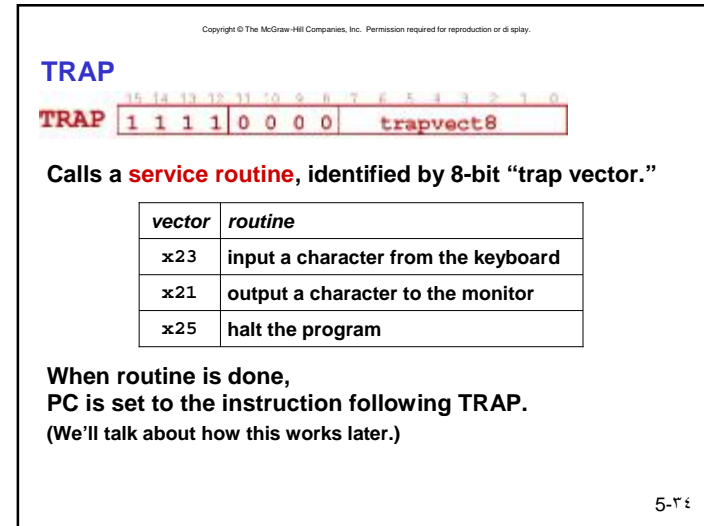 Copyright © The McGraw-Hill Companies, Inc. Permission required for reproduction or di splay.
TRAP
15 14 13 12 11 10 9 8 7 6 5 4 3 2 1 0
TRAP 1 1 1 1 0 0 0 0 trapvect8
Calls a service routine, identified by 8-bit “trap vector.”
vector routine
x23 input a character from the keyboard
x21 output a character to the monitor
x25 halt the program
When routine is done,
PC is set to the instruction following TRAP.
(We’ll talk about how this works later.)
5-٣٤